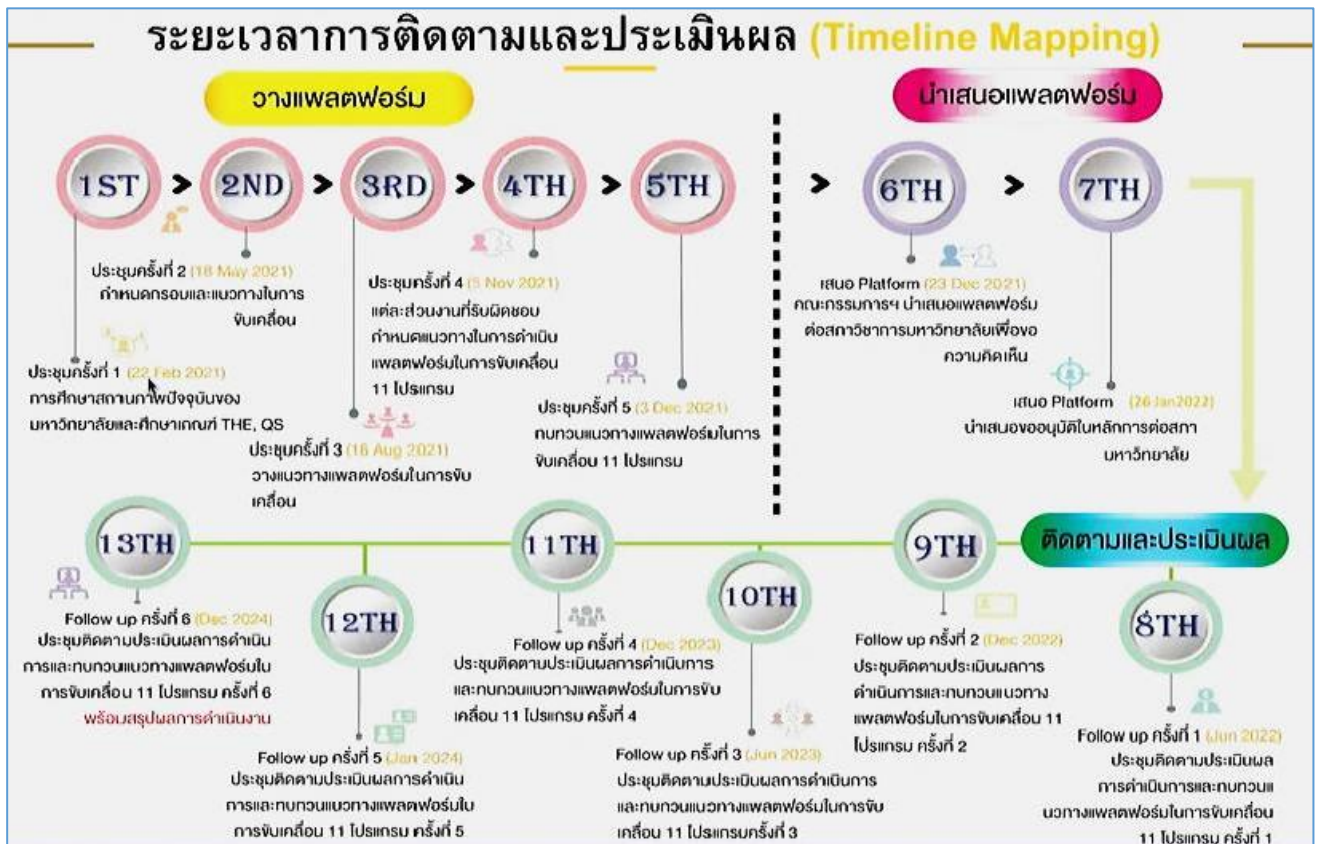 ระยะเวลาการติดตามและประเมินผล (Timeline Mapping)
วางแพลตฟอร์ม
นำเสนอแพลตฟอร์ม
1ST > 2ND > 3RD > 4TH > 5TH > 6TH > 7TH
ประชุมครั้งที่ 1 (22 Feb 2021)
การศึกษาสถานภาพปัจจุบันของ
มหาวิทยาลัยและศึกษาเกณฑ์ THE, QS
ประชุมครั้งที่ 2 (18 May 2021)
กำหนดกรอบและแนวทางในการ
ขับเคลื่อน
ประชุมครั้งที่ 3 (16 Aug 2021)
วางแนวทางแพลตฟอร์มในการขับ
เคลื่อน
ประชุมครั้งที่ 4 (5 Nov 2021)
แต่ละส่วนงานที่รับผิดชอบ
กำหนดแนวทางในการดำเนิน
แพลตฟอร์มในการขับเคลื่อน
11 โปรแกรม
ประชุมครั้งที่ 5 (3 Dec 2021)
ทบทวนแนวทางแพลตฟอร์มในการ
ขับเคลื่อน 11 โปรแกรม
เสนอ Platform (23 Dec 2021)
คณะกรรมการฯ นำเสนอแพลตฟอร์ม
ต่อสภาวิชาการมหาวิทยาลัยเพื่อขอ
ความคิดเห็น
เสนอ Platform (26 Jan2022)
นำเสนอขออนุมัติในหลักการต่อสภา
มหาวิทยาลัย
ติดตามและประเมินผล
8TH
Follow up ครั้งที่ 1 (Jun 2022)
ประชุมติดตามประเมินผล
การดำเนินการและทบทวนแ
นวทางแพลตฟอร์มในการขับเคลื่อน
11 โปรแกรม ครั้งที่ 1
9TH
Follow up ครั้งที่ 2 (Dec 2022)
ประชุมติดตามประเมินผลการ
ดำเนินการและทบทวนแนวทาง
แพลตฟอร์มในการขับเคลื่อน 11
โปรแกรม ครั้งที่ 2
10TH
Follow up ครั้งที่ 3 (Jun 2023)
ประชุมติดตามประเมินผลการดำเนินการ
และทบทวนแนวทางแพลตฟอร์มในการขับ
เคลื่อน 11 โปรแกรมครั้งที่ 3
11TH
Follow up ครั้งที่ 4 (Dec 2023)
ประชุมติดตามประเมินผลการดำเนินการ
และทบทวนแนวทางแพลตฟอร์มในการขับ
เคลื่อน 11 โปรแกรม ครั้งที่ 4
12TH
Follow up ครั้งที่ 5 (Jan 2024)
ประชุมติดตามประเมินผลการดำเนิน
การและทบทวนแนวทางแพลตฟอร์มใน
การขับเคลื่อน 11 โปรแกรม ครั้งที่ 5
13TH
Follow up ครั้งที่ 6 (Dec 2024)
ประชุมติดตามประเมินผลการดำเนิน
การและทบทวนแนวทางแพลตฟอร์มใน
การขับเคลื่อน 11 โปรแกรม ครั้งที่ 6
พร้อมสรุปผลการดำเนินงาน